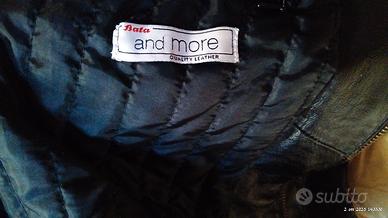 Bata
and more
QUALITY LEATHER
subito